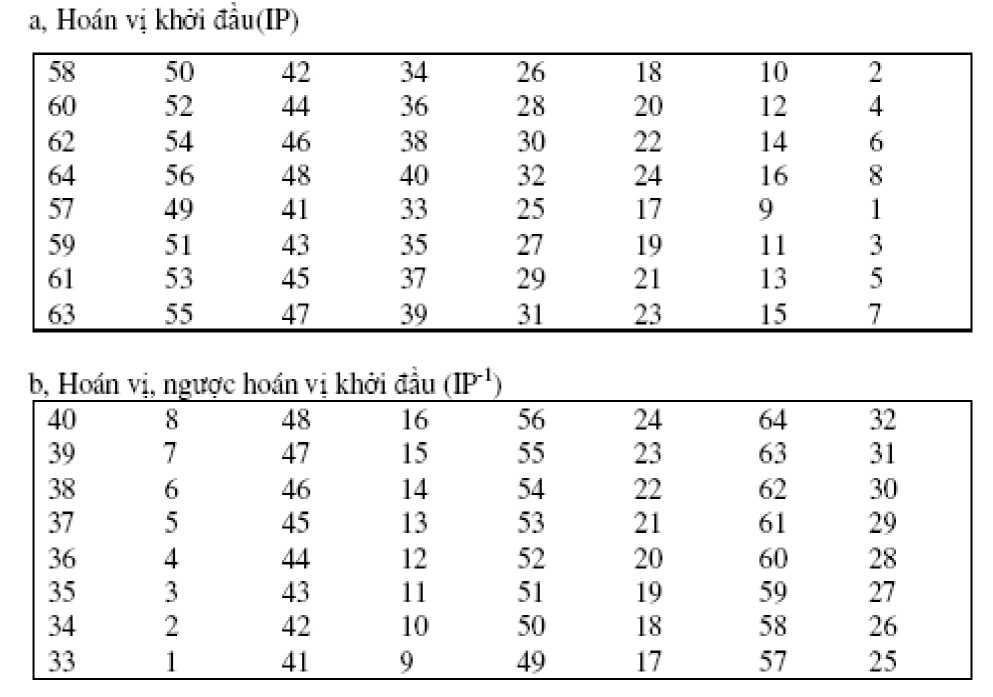 a, Hoán vị khởi đầu(IP)
58 50 42 34 26 18 10 2
60 52 44 36 28 20 12 4
62 54 46 38 30 22 14 6
64 56 48 40 32 24 16 8
57 49 41 33 25 17 9 1
59 51 43 35 27 19 11 3
61 53 45 37 29 21 13 5
63 55 47 39 31 23 15 7
b, Hoán vị, ngược hoán vị khởi đầu (IP⁻¹)
40 8 48 16 56 24 64 32
39 7 47 15 55 23 63 31
38 6 46 14 54 22 62 30
37 5 45 13 53 21 61 29
36 4 44 12 52 20 60 28
35 3 43 11 51 19 59 27
34 2 42 10 50 18 58 26
33 1 41 9 49 17 57 25